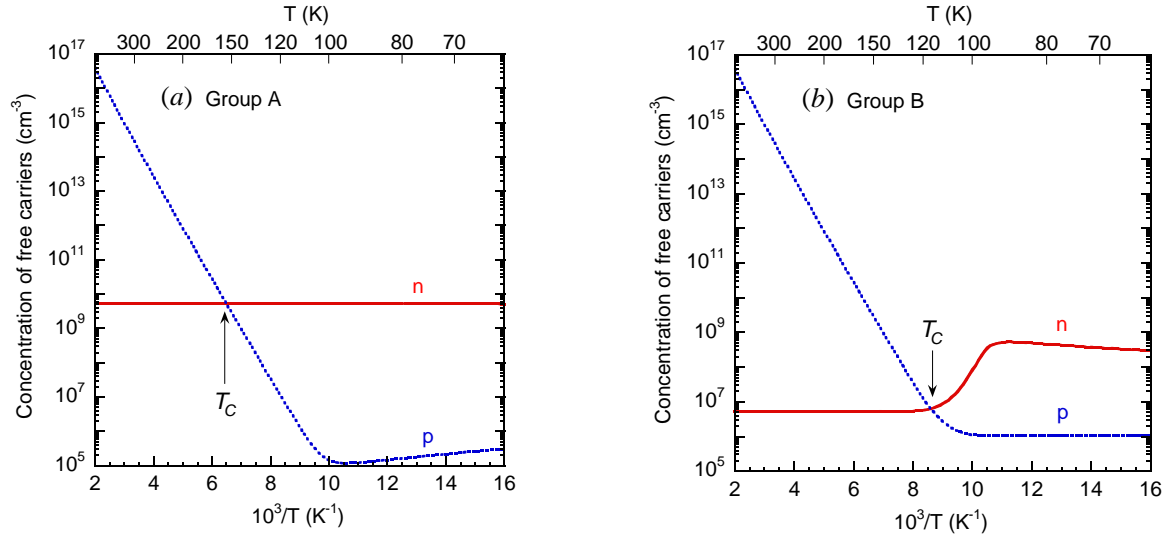 T (K)
300 200 150 120 100 80 70
10^17
10^15
10^13
10^11
10^9
10^7
10^5
Concentration of free carriers (cm^-3)
(a) Group A
n
T_C
p
2 4 6 8 10 12 14 16
10^3/T (K^-1)
T (K)
300 200 150 120 100 80 70
10^17
10^15
10^13
10^11
10^9
10^7
10^5
Concentration of free carriers (cm^-3)
(b) Group B
n
T_C
p
2 4 6 8 10 12 14 16
10^3/T (K^-1)